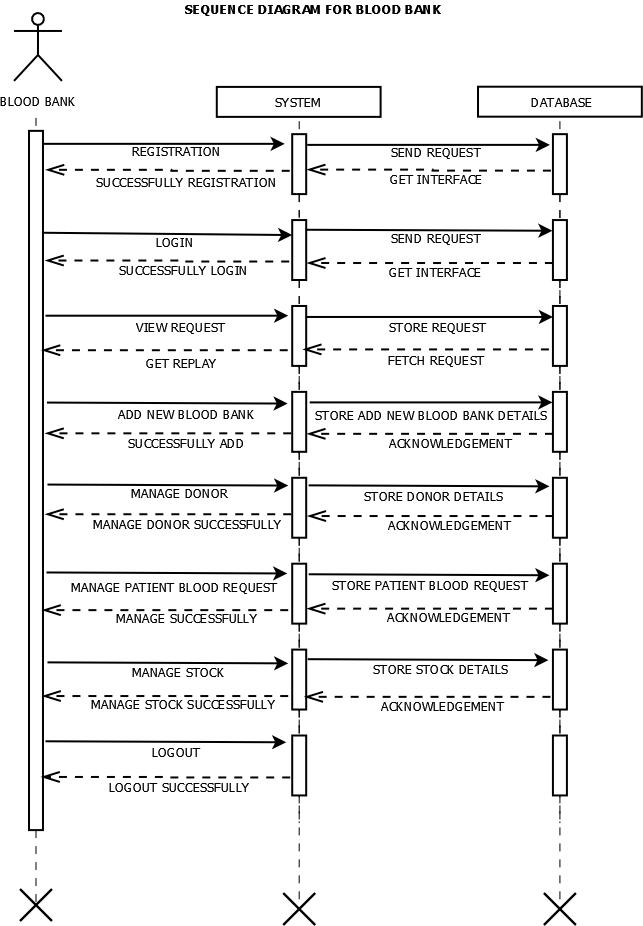 SEQUENCE DIAGRAM FOR BLOOD BANK
BLOOD BANK
SYSTEM
DATABASE
REGISTRATION
SEND REQUEST
SUCCESSFULLY REGISTRATION
GET INTERFACE
LOGIN
SEND REQUEST
SUCCESSFULLY LOGIN
GET INTERFACE
VIEW REQUEST
STORE REQUEST
GET REPLAY
FETCH REQUEST
ADD NEW BLOOD BANK
STORE ADD NEW BLOOD BANK DETAILS
SUCCESSFULLY ADD
ACKNOWLEDGEMENT
MANAGE DONOR
STORE DONOR DETAILS
MANAGE DONOR SUCCESSFULLY
ACKNOWLEDGEMENT
MANAGE PATIENT BLOOD REQUEST
STORE PATIENT BLOOD REQUEST
MANAGE SUCCESSFULLY
ACKNOWLEDGEMENT
MANAGE STOCK
STORE STOCK DETAILS
MANAGE STOCK SUCCESSFULLY
ACKNOWLEDGEMENT
LOGOUT
LOGOUT SUCCESSFULLY